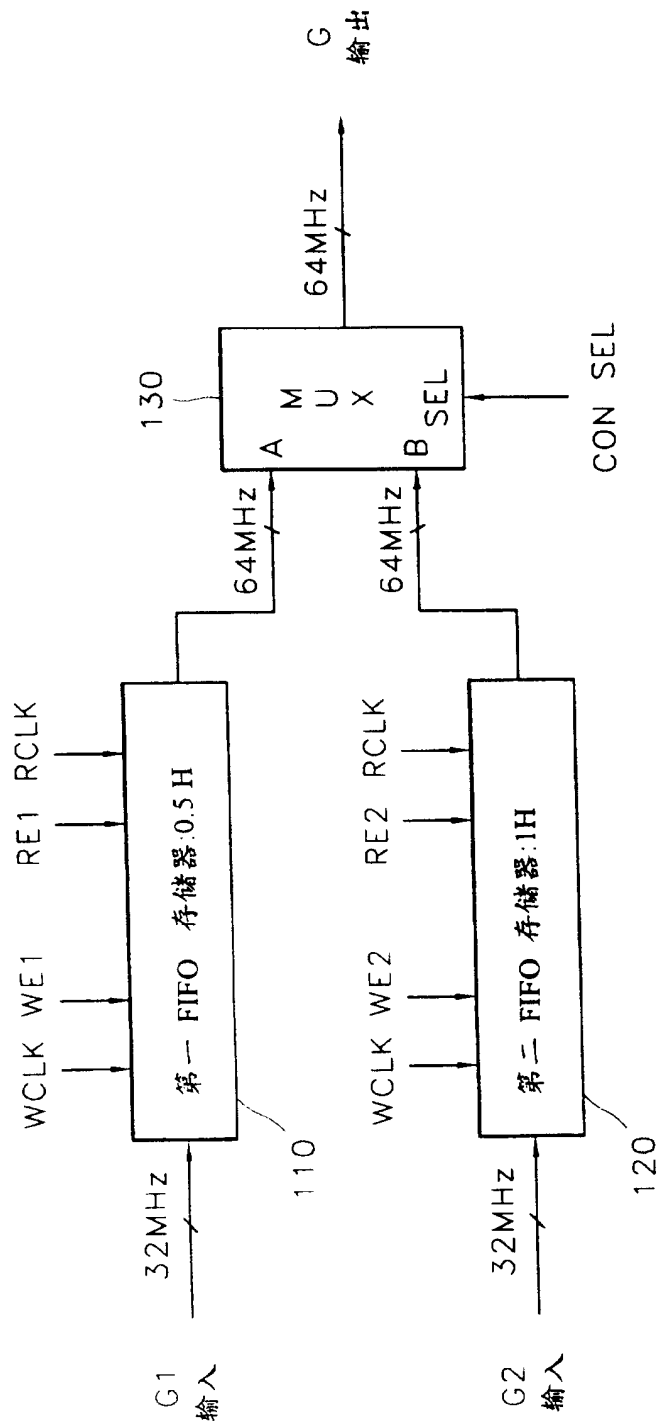 G1
输入
32MHz
110
WCLK WE1
RE1 RCLK
第一 FIFO 存储器:0.5 H
64MHz
G2
输入
32MHz
120
WCLK WE2
RE2 RCLK
第二 FIFO 存储器:1H
64MHz
130
A
B
MUX
SEL
CON SEL
64MHz
G
输出